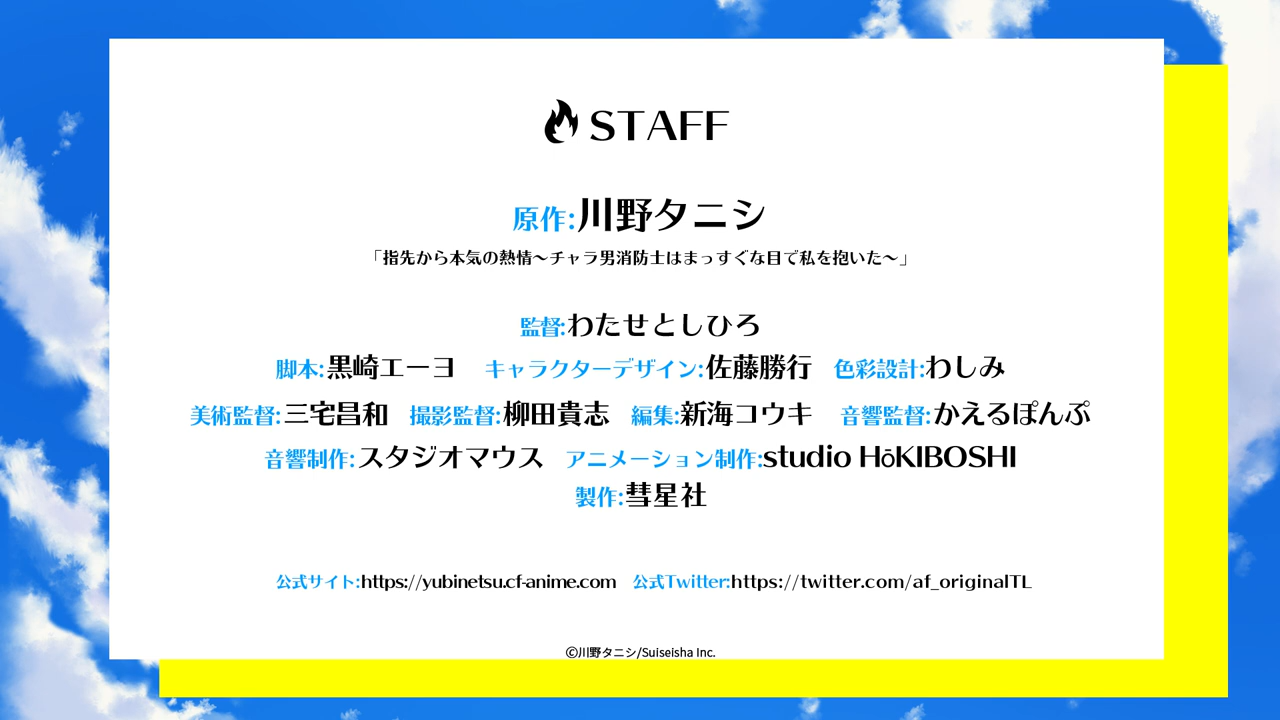 STAFF
原作:川野タニシ
「指先から本気の熱情〜チャラ男消防士はまっすぐな目で私を抱いた〜」
監督:わたせとしひろ
脚本:黒崎エーヨ キャラクターデザイン:佐藤勝行 色彩設計:わしみ
美術監督:三宅昌和 撮影監督:柳田貴志 編集:新海コウキ 音響監督:かえるぽんぷ
音響制作:スタジオマウス アニメーション制作:studio HōKIBOSHI
製作:彗星社
公式サイト:https://yubinetsu.cf-anime.com 公式Twitter:https://twitter.com/af_originalTL
©川野タニシ/Suiseisha Inc.